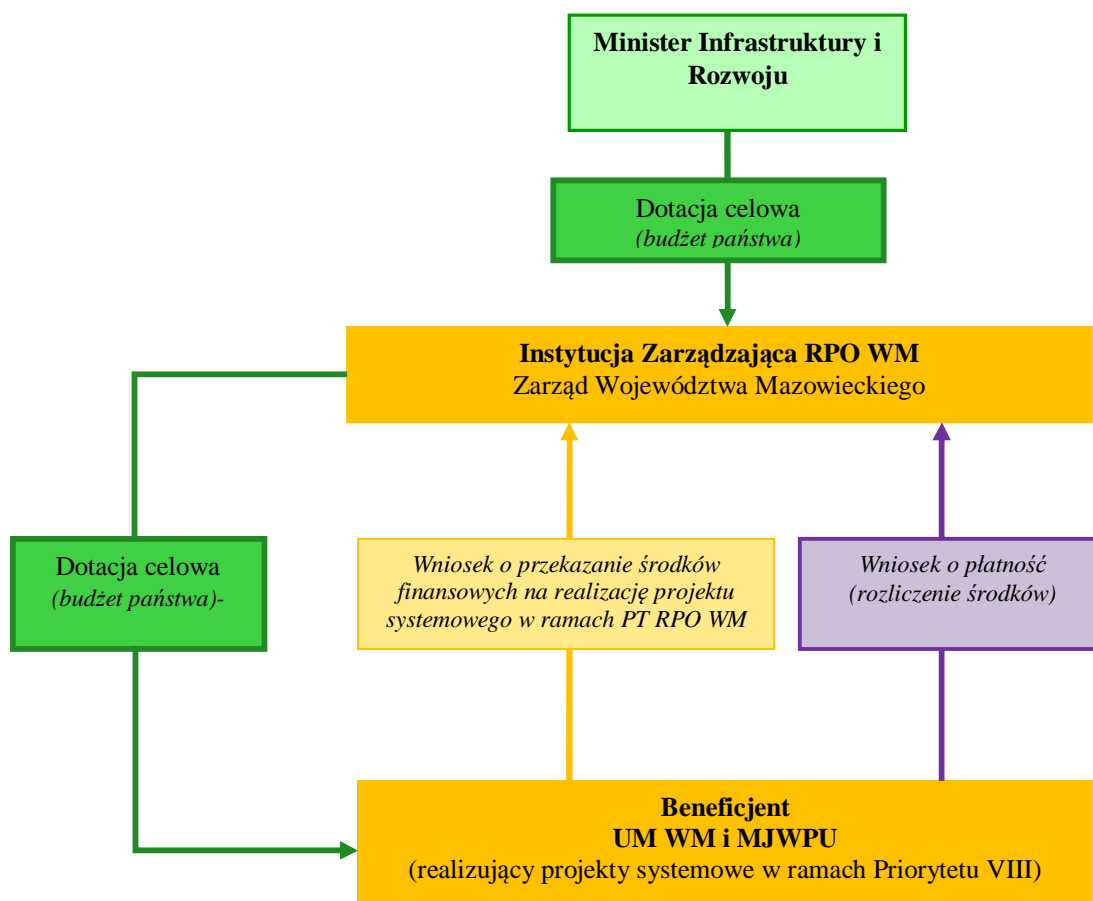 Minister Infrastruktury i
Rozwoju
Dotacja celowa
(budżet państwa)
Instytucja Zarządzająca RPO WM
Zarząd Województwa Mazowieckiego
Dotacja celowa
(budżet państwa)-
Wniosek o przekazanie środków
finansowych na realizację projektu
systemowego w ramach PT RPO WM
Wniosek o płatność
(rozliczenie środków)
Beneficjent
UM WM i MJWPU
(realizujący projekty systemowe w ramach Priorytetu VIII)